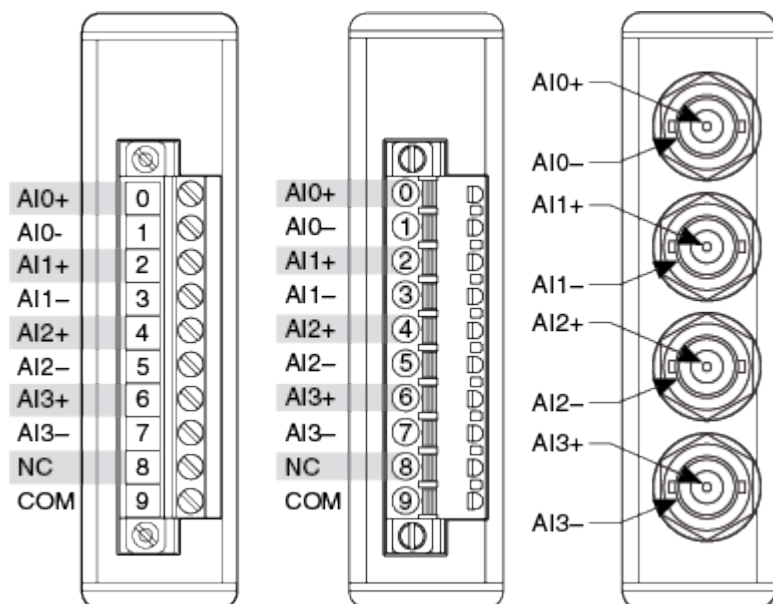 AI0+ 0
AI0- 1
AI1+ 2
AI1– 3
AI2+ 4
AI2– 5
AI3+ 6
AI3– 7
NC 8
COM 9
AI0+ 0
AI0– 1
AI1+ 2
AI1– 3
AI2+ 4
AI2– 5
AI3+ 6
AI3– 7
NC 8
COM 9
AI0+
AI0–
AI1+
AI1–
AI2+
AI2–
AI3+
AI3–